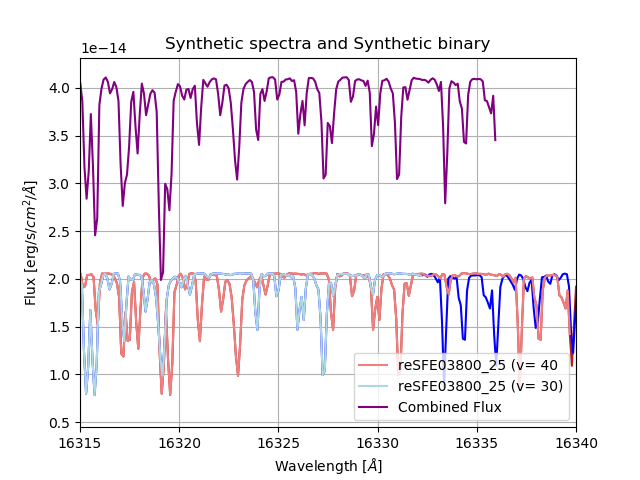 Synthetic spectra and Synthetic binary
1e−14
4.0
3.5
3.0
2.5
2.0
1.5
1.0
0.5
Flux [erg/s/cm²/Å]
16315 16320 16325 16330 16335 16340
Wavelength [Å]
reSFE03800_25 (v= 40
reSFE03800_25 (v= 30)
Combined Flux